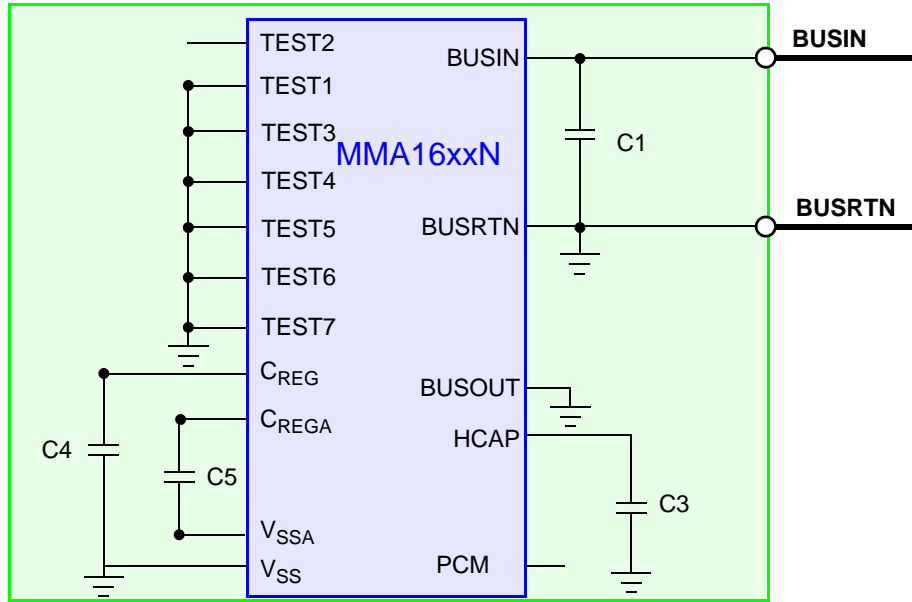 TEST2
TEST1
TEST3
TEST4
TEST5
TEST6
TEST7
CREG
CREGA
VSSA
VSS
C4
C5
MMA16xxN
BUSIN
BUSRTN
BUSOUT
HCAP
PCM
C1
C3
BUSIN
BUSRTN